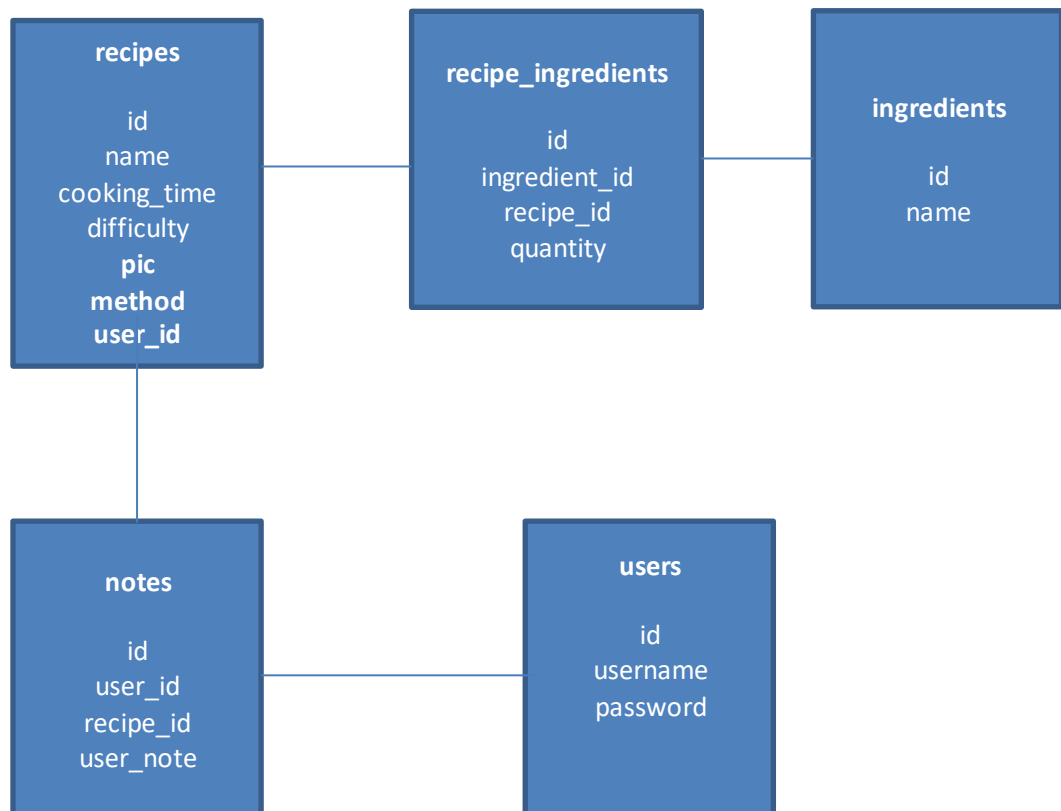 recipes
id
name
cooking_time
difficulty
pic
method
user_id
recipe_ingredients
id
ingredient_id
recipe_id
quantity
ingredients
id
name
notes
id
user_id
recipe_id
user_note
users
id
username
password